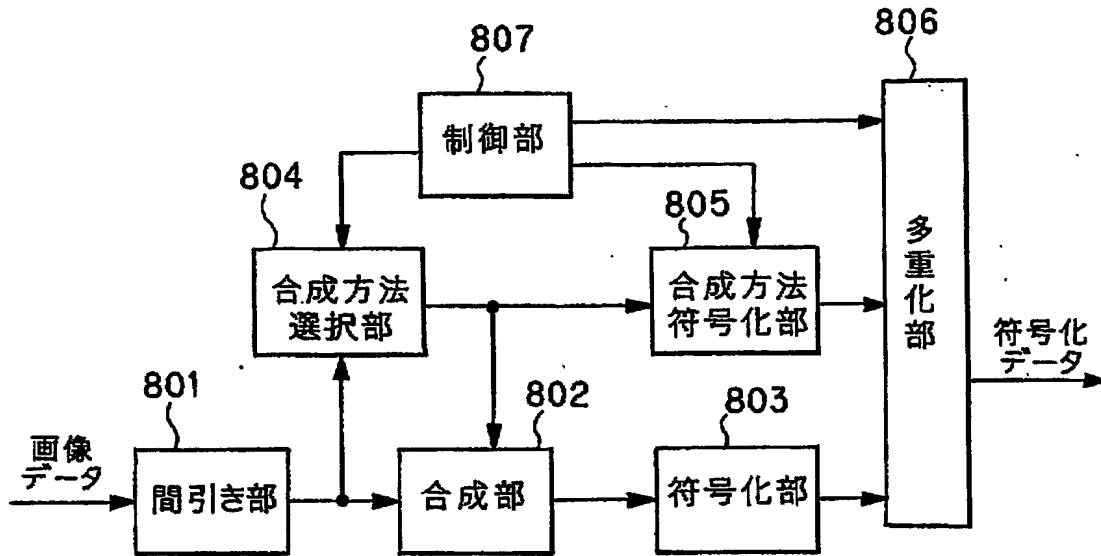 806
807
制御部
804
805
合成方法
選択部
合成方法
符号化部
多重化部
符号化
データ
801
802
803
画像
データ
間引き部
合成部
符号化部